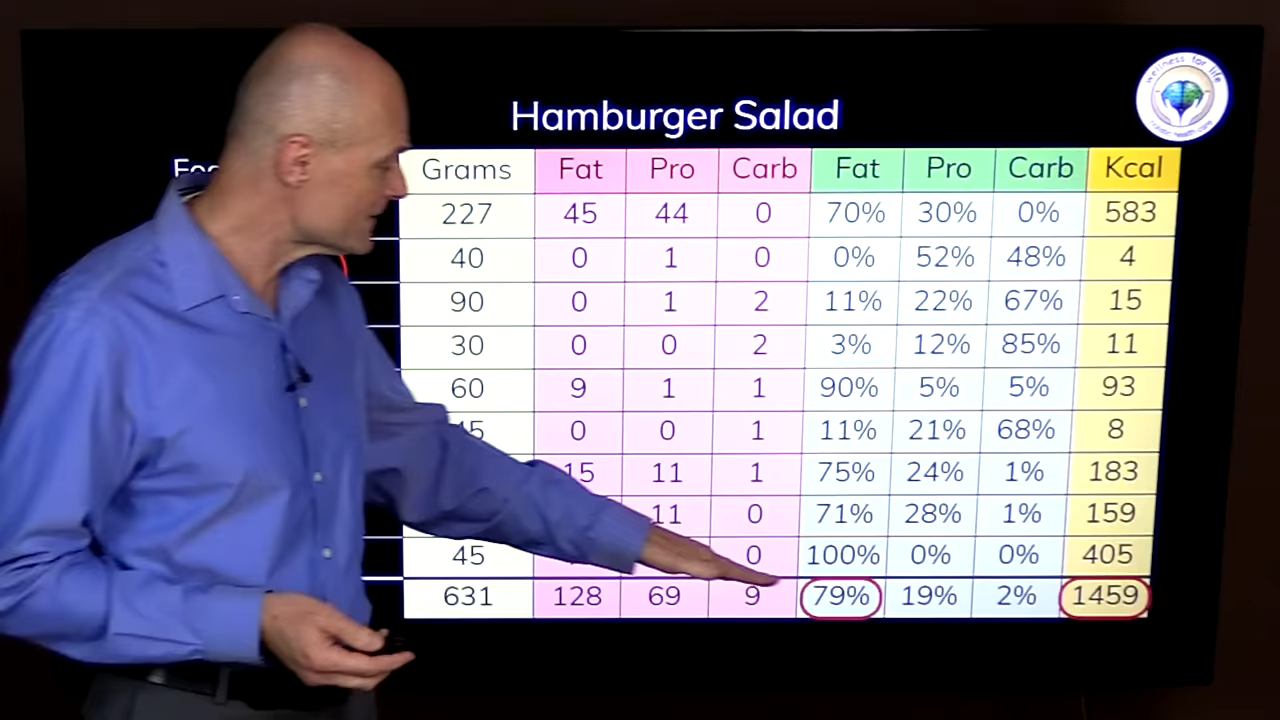 wellness for life
Hamburger Salad
Grams Fat Pro Carb Fat Pro Carb Kcal
227 45 44 0 70% 30% 0% 583
40 0 1 0 0% 52% 48% 4
90 0 1 2 11% 22% 67% 15
30 0 0 2 3% 12% 85% 11
60 9 1 1 90% 5% 5% 93
0 0 1 11% 21% 68% 8
15 11 1 75% 24% 1% 183
11 0 71% 28% 1% 159
45 0 100% 0% 0% 405
631 128 69 9 79% 19% 2% 1459